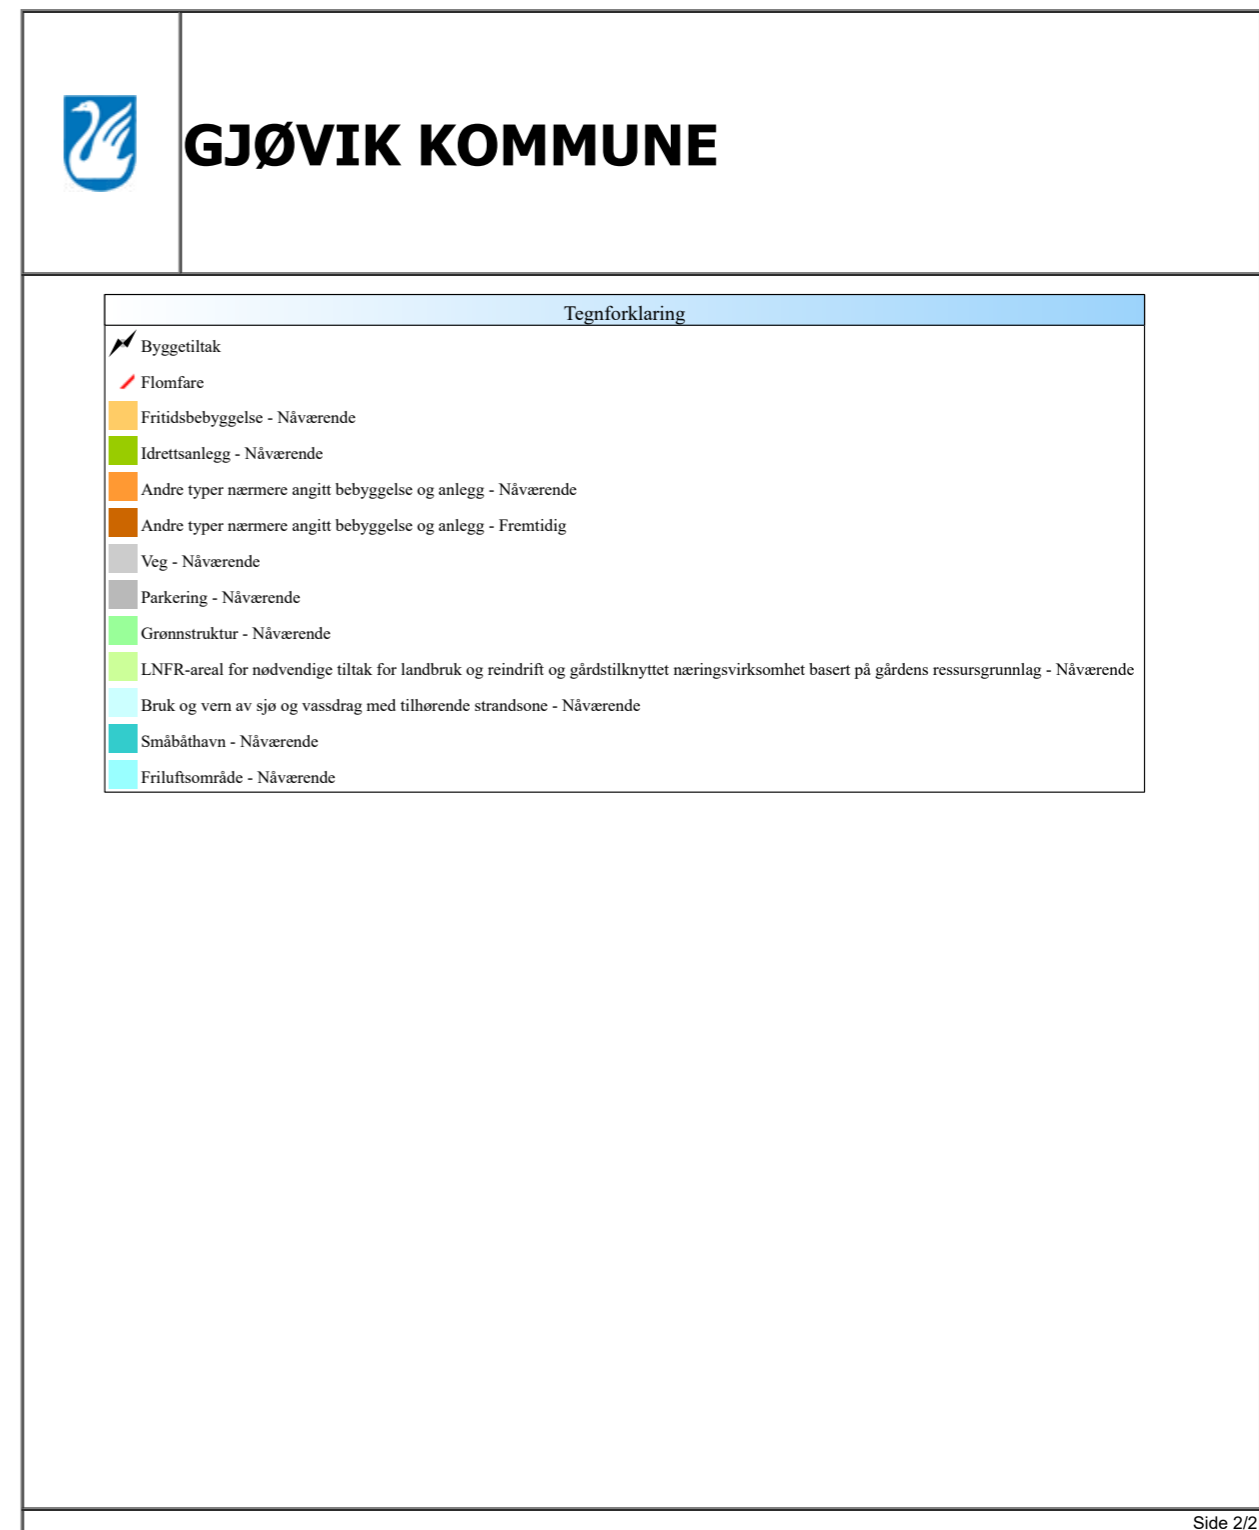 GJØVIK KOMMUNE
Tegnforklaring
Byggetiltak
Flomfare
Fritidsbebyggelse - Nåværende
Idrettsanlegg - Nåværende
Andre typer nærmere angitt bebyggelse og anlegg - Nåværende
Andre typer nærmere angitt bebyggelse og anlegg - Fremtidig
Veg - Nåværende
Parkering - Nåværende
Grønnstruktur - Nåværende
LNFR-areal for nødvendige tiltak for landbruk og reindrift og gårdstilknyttet næringsvirksomhet basert på gårdens ressursgrunnlag - Nåværende
Bruk og vern av sjø og vassdrag med tilhørende strandsone - Nåværende
Småbåthavn - Nåværende
Friluftsområde - Nåværende
Side 2/2